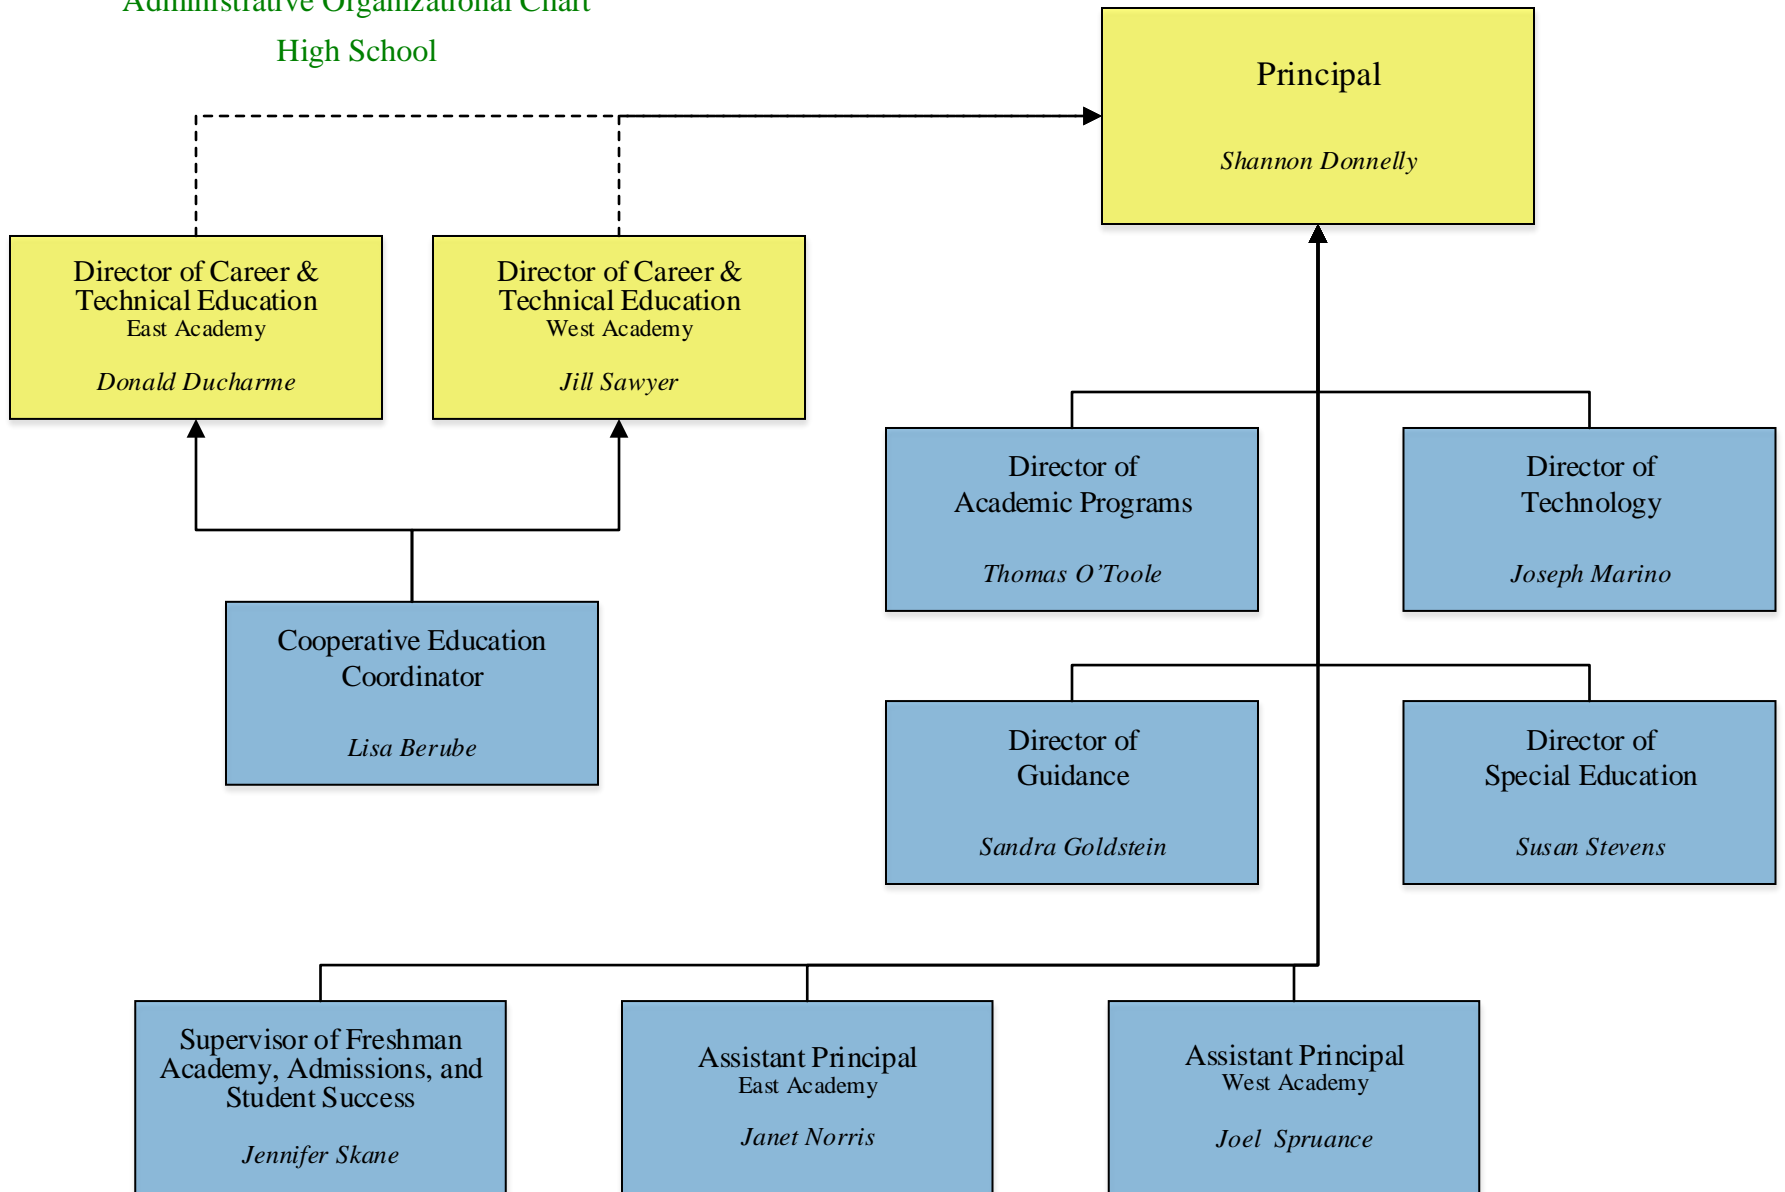 Administrative Organizational Chart
High School
Principal
Shannon Donnelly
Director of Career &
Technical Education
East Academy
Donald Ducharme
Director of Career &
Technical Education
West Academy
Jill Sawyer
Director of
Academic Programs
Thomas O’Toole
Director of
Technology
Joseph Marino
Cooperative Education
Coordinator
Lisa Berube
Director of
Guidance
Sandra Goldstein
Director of
Special Education
Susan Stevens
Supervisor of Freshman
Academy, Admissions, and
Student Success
Jennifer Skane
Assistant Principal
East Academy
Janet Norris
Assistant Principal
West Academy
Joel Spruance